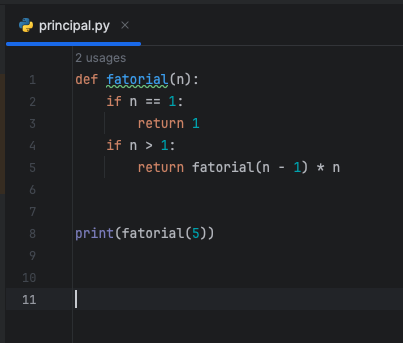 principal.py
2 usages
1 def fatorial(n):
2     if n == 1:
3         return 1
4     if n > 1:
5         return fatorial(n - 1) * n
6
7
8 print(fatorial(5))
9
10
11